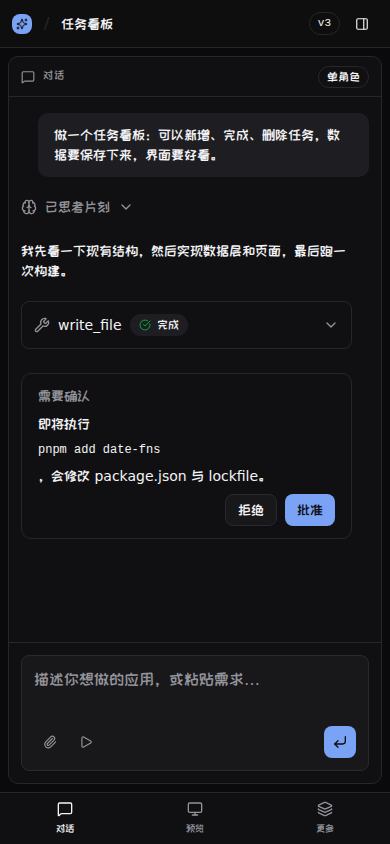 / 任务看板
v3
对话
单角色
做一个任务看板：可以新增、完成、删除任务，数
据要保存下来，界面要好看。
已思考片刻
我先看一下现有结构，然后实现数据层和页面，最后跑一
次构建。
write_file
完成
需要确认
即将执行
pnpm add date-fns
，会修改 package.json 与 lockfile。
拒绝
批准
描述你想做的应用，或粘贴需求...
对话
预览
更多